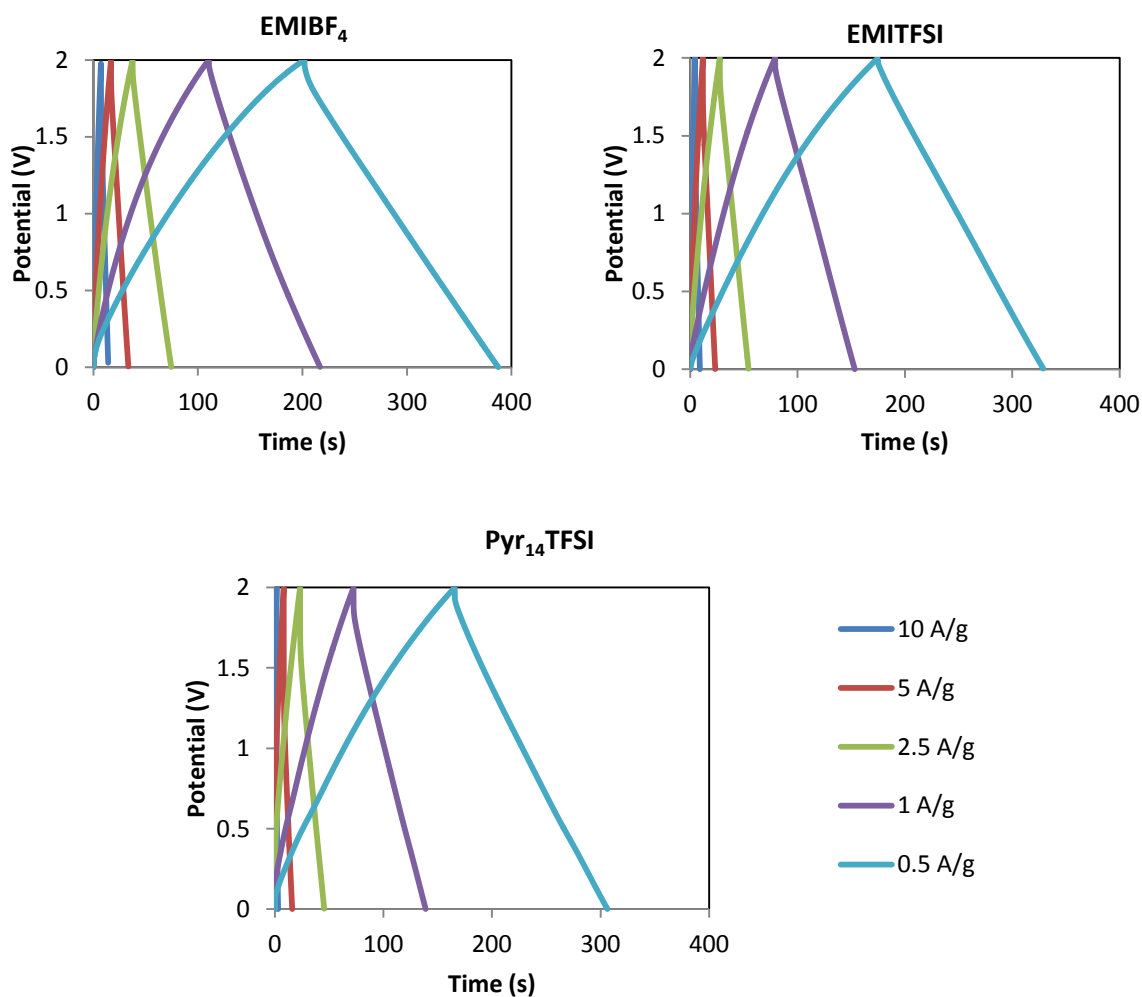 EMIBF₄
2
1.5
1
0.5
0
Potential (V)
0 100 200 300 400
Time (s)
EMITFSI
2
1.5
1
0.5
0
Potential (V)
0 100 200 300 400
Time (s)
Pyr₁₄TFSI
2
1.5
1
0.5
0
Potential (V)
0 100 200 300 400
Time (s)
10 A/g
5 A/g
2.5 A/g
1 A/g
0.5 A/g